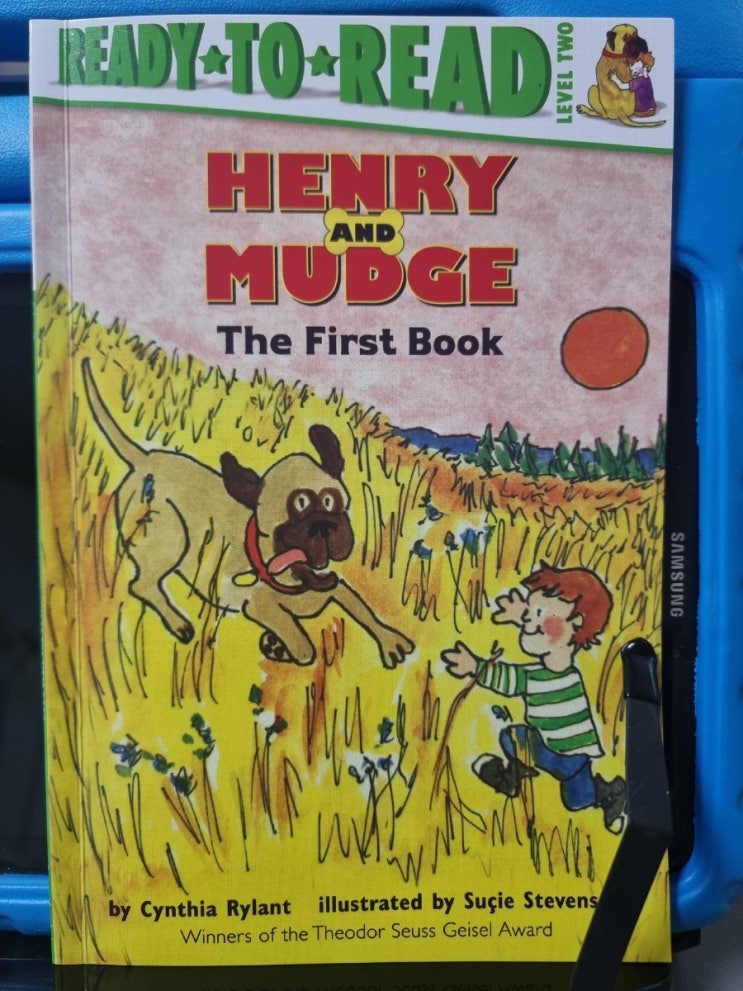 READY★TO★READ
LEVEL TWO
HENRY
AND
MUDGE
The First Book
SAMSUNG
by Cynthia Rylant illustrated by Suçie Stevens
Winners of the Theodor Seuss Geisel Award